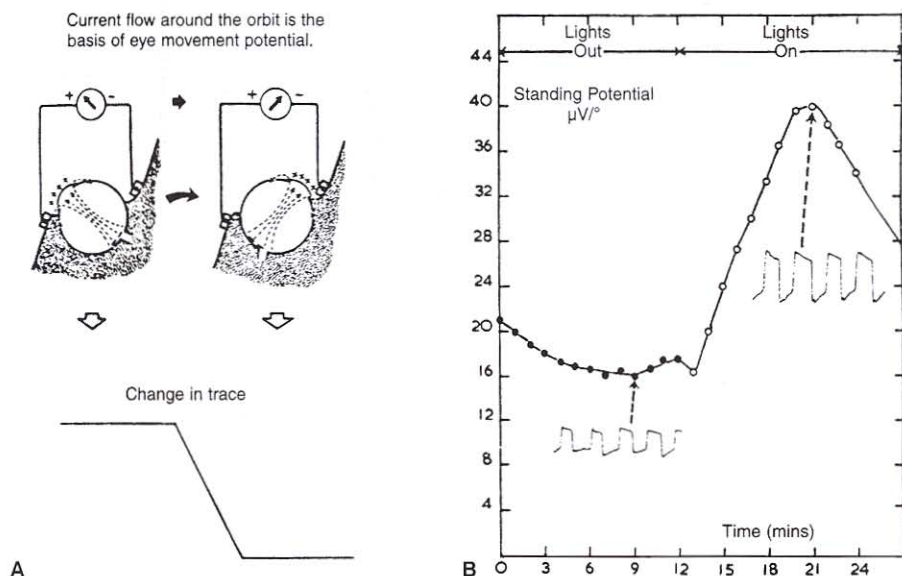 Current flow around the orbit is the
basis of eye movement potential.
+ - + -
Change in trace
A
Lights Out
Lights On
44
Standing Potential
µV/°
40
36
32
28
24
20
16
12
8
4
Time (mins)
B
0 3 6 9 12 15 18 21 24